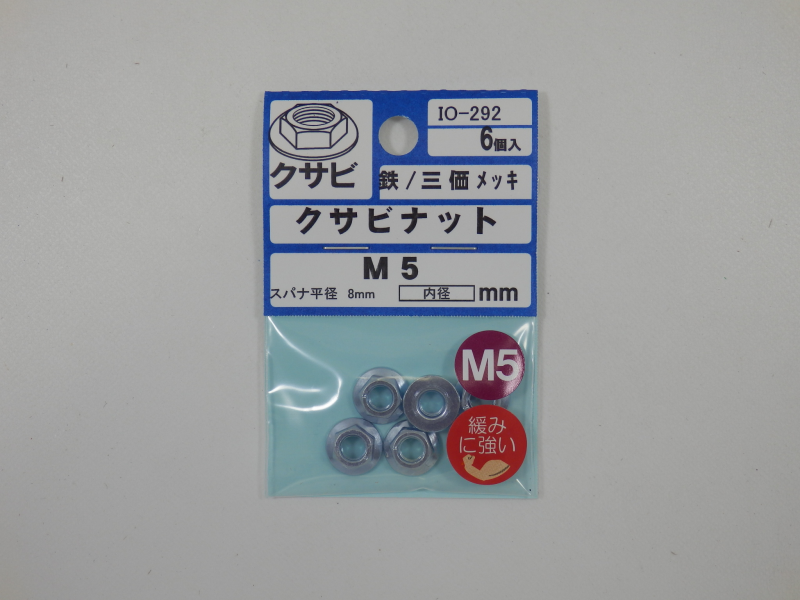 IO-292
6個入
クサビ
鉄/三価メッキ
クサビナット
M5
スパナ平径 8mm 内径 mm
M5
緩み
に強い